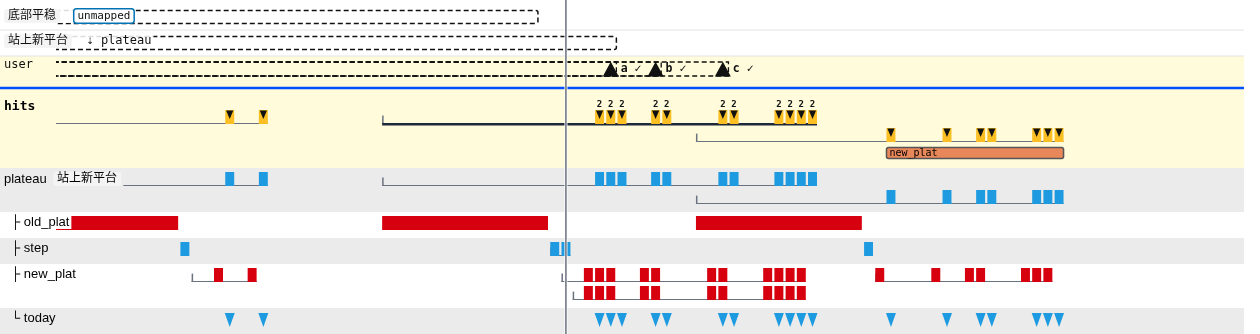 底部平稳 unmapped
站上新平台 ↓ plateau
user a ✓ b ✓ c ✓
hits 2 2 2 2 2 2 2 2 2 2 2
new_plat
plateau 站上新平台
old_plat
step
new_plat
today